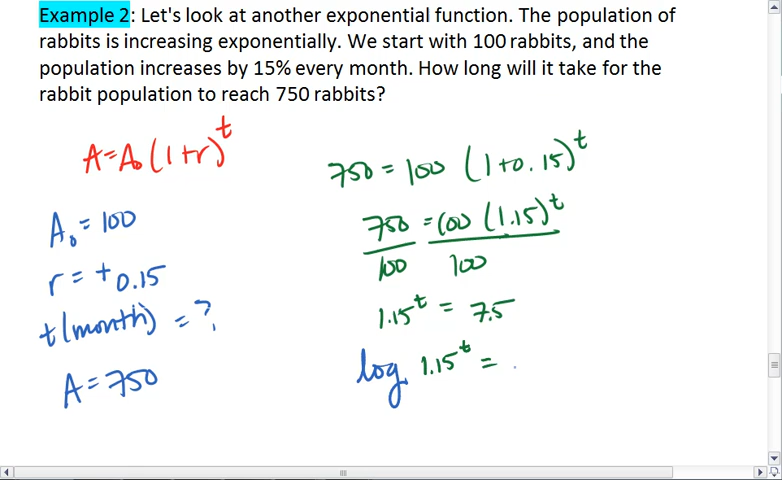 Example 2: Let's look at another exponential function. The population of
rabbits is increasing exponentially. We start with 100 rabbits, and the
population increases by 15% every month. How long will it take for the
rabbit population to reach 750 rabbits?
A=A₀(1+r)^t
A₀=100
r=+0.15
t(month)=?
A=750
750=100(1+0.15)^t
750/100=100(1.15)^t/100
1.15^t=7.5
log 1.15^t=